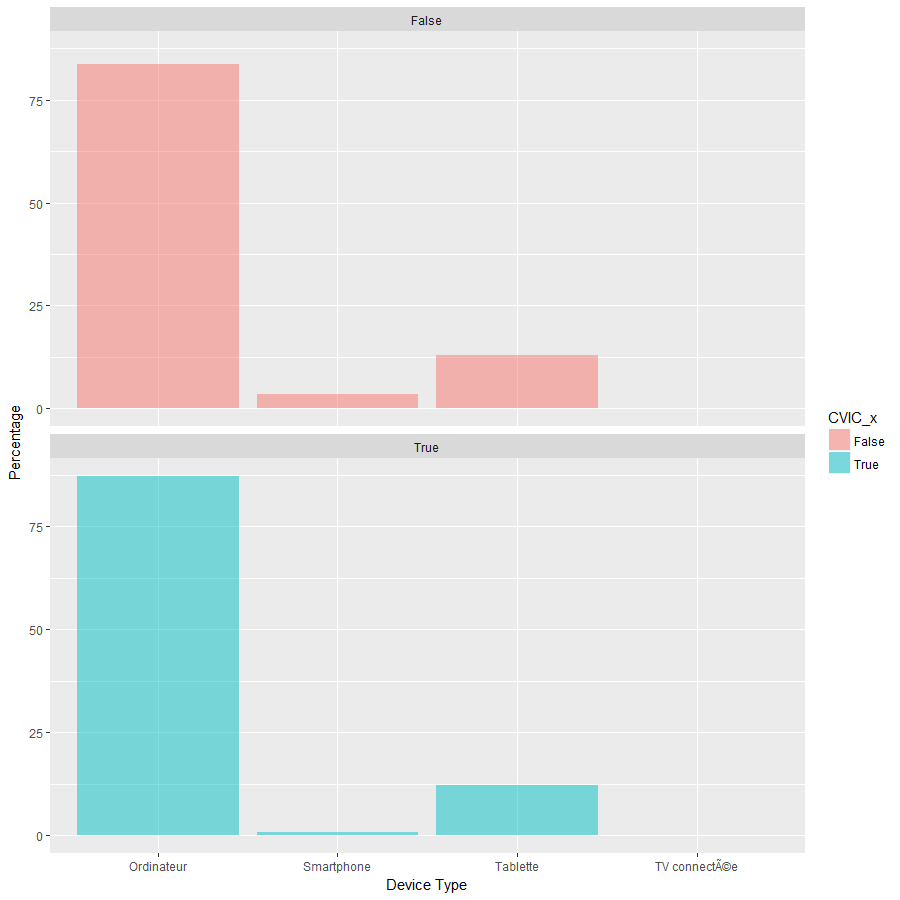 False
75
50
25
0
Percentage
True
75
50
25
0
Ordinateur Smartphone Tablette TV connectÃ©e
Device Type
CVIC_x
False
True